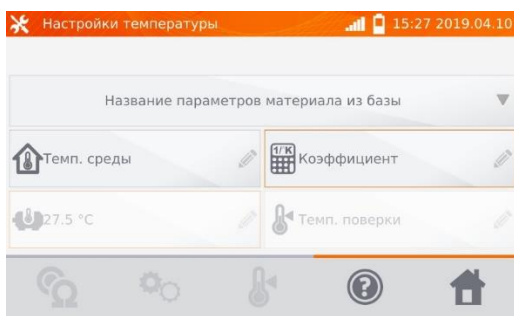 Настройки температуры 15:27 2019.04.10
Название параметров материала из базы
Темп. среды
1/K Коэффициент
27.5 °C
Темп. поверки